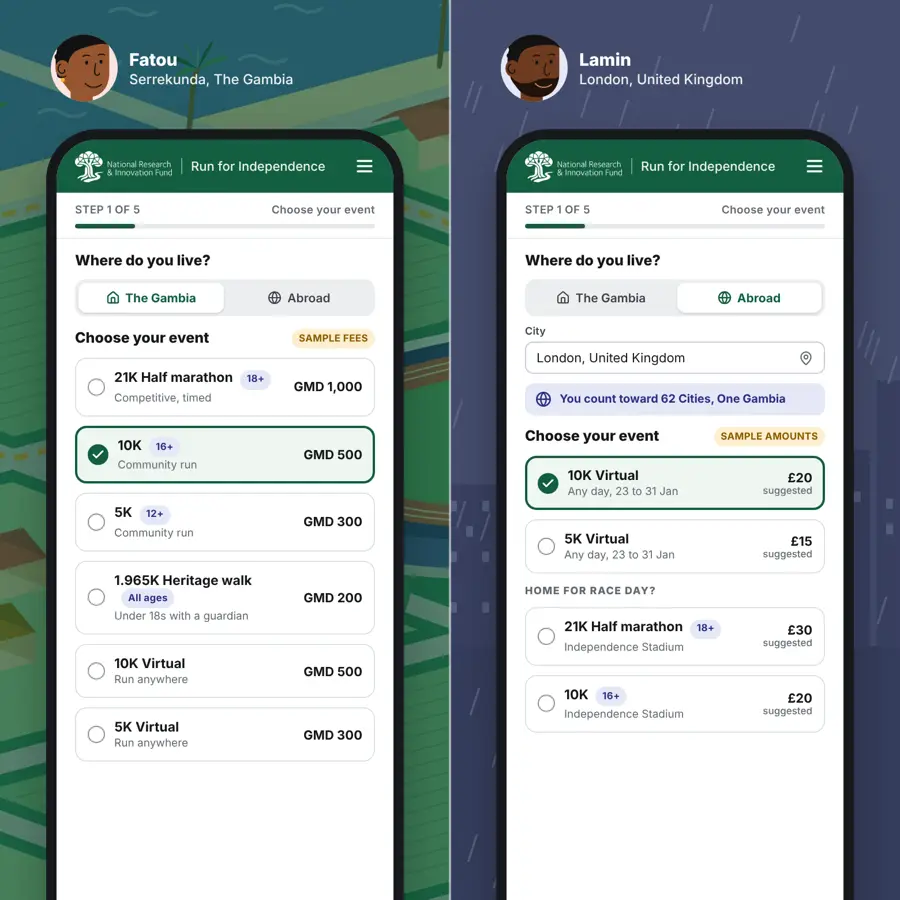 Fatou
Serrekunda, The Gambia
National Research
& Innovation Fund
Run for Independence
STEP 1 OF 5
Choose your event
Where do you live?
The Gambia
Abroad
Choose your event
SAMPLE FEES
21K Half marathon 18+
Competitive, timed
GMD 1,000
10K 16+
Community run
GMD 500
5K 12+
Community run
GMD 300
1.965K Heritage walk
All ages
Under 18s with a guardian
GMD 200
10K Virtual
Run anywhere
GMD 500
5K Virtual
Run anywhere
GMD 300
Lamin
London, United Kingdom
National Research
& Innovation Fund
Run for Independence
STEP 1 OF 5
Choose your event
Where do you live?
The Gambia
Abroad
City
London, United Kingdom
You count toward 62 Cities, One Gambia
Choose your event
SAMPLE AMOUNTS
10K Virtual
Any day, 23 to 31 Jan
£20
suggested
5K Virtual
Any day, 23 to 31 Jan
£15
suggested
HOME FOR RACE DAY?
21K Half marathon 18+
Independence Stadium
£30
suggested
10K 16+
Independence Stadium
£20
suggested